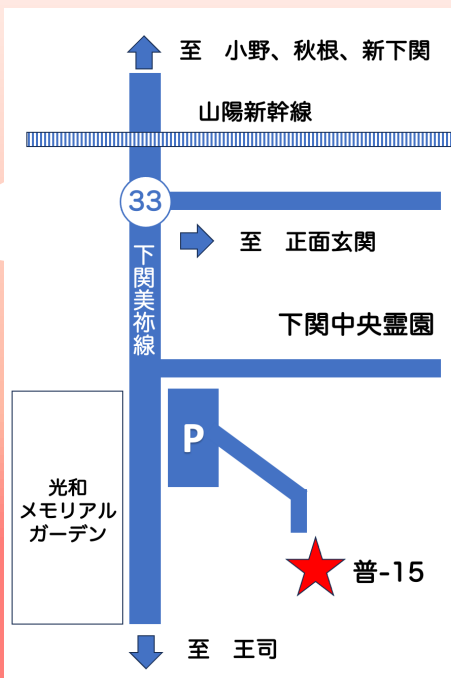 至 小野、秋根、新下関
山陽新幹線
33
至 正面玄関
下関美祢線
下関中央霊園
P
光和
メモリアル
ガーデン
普-15
至 王司